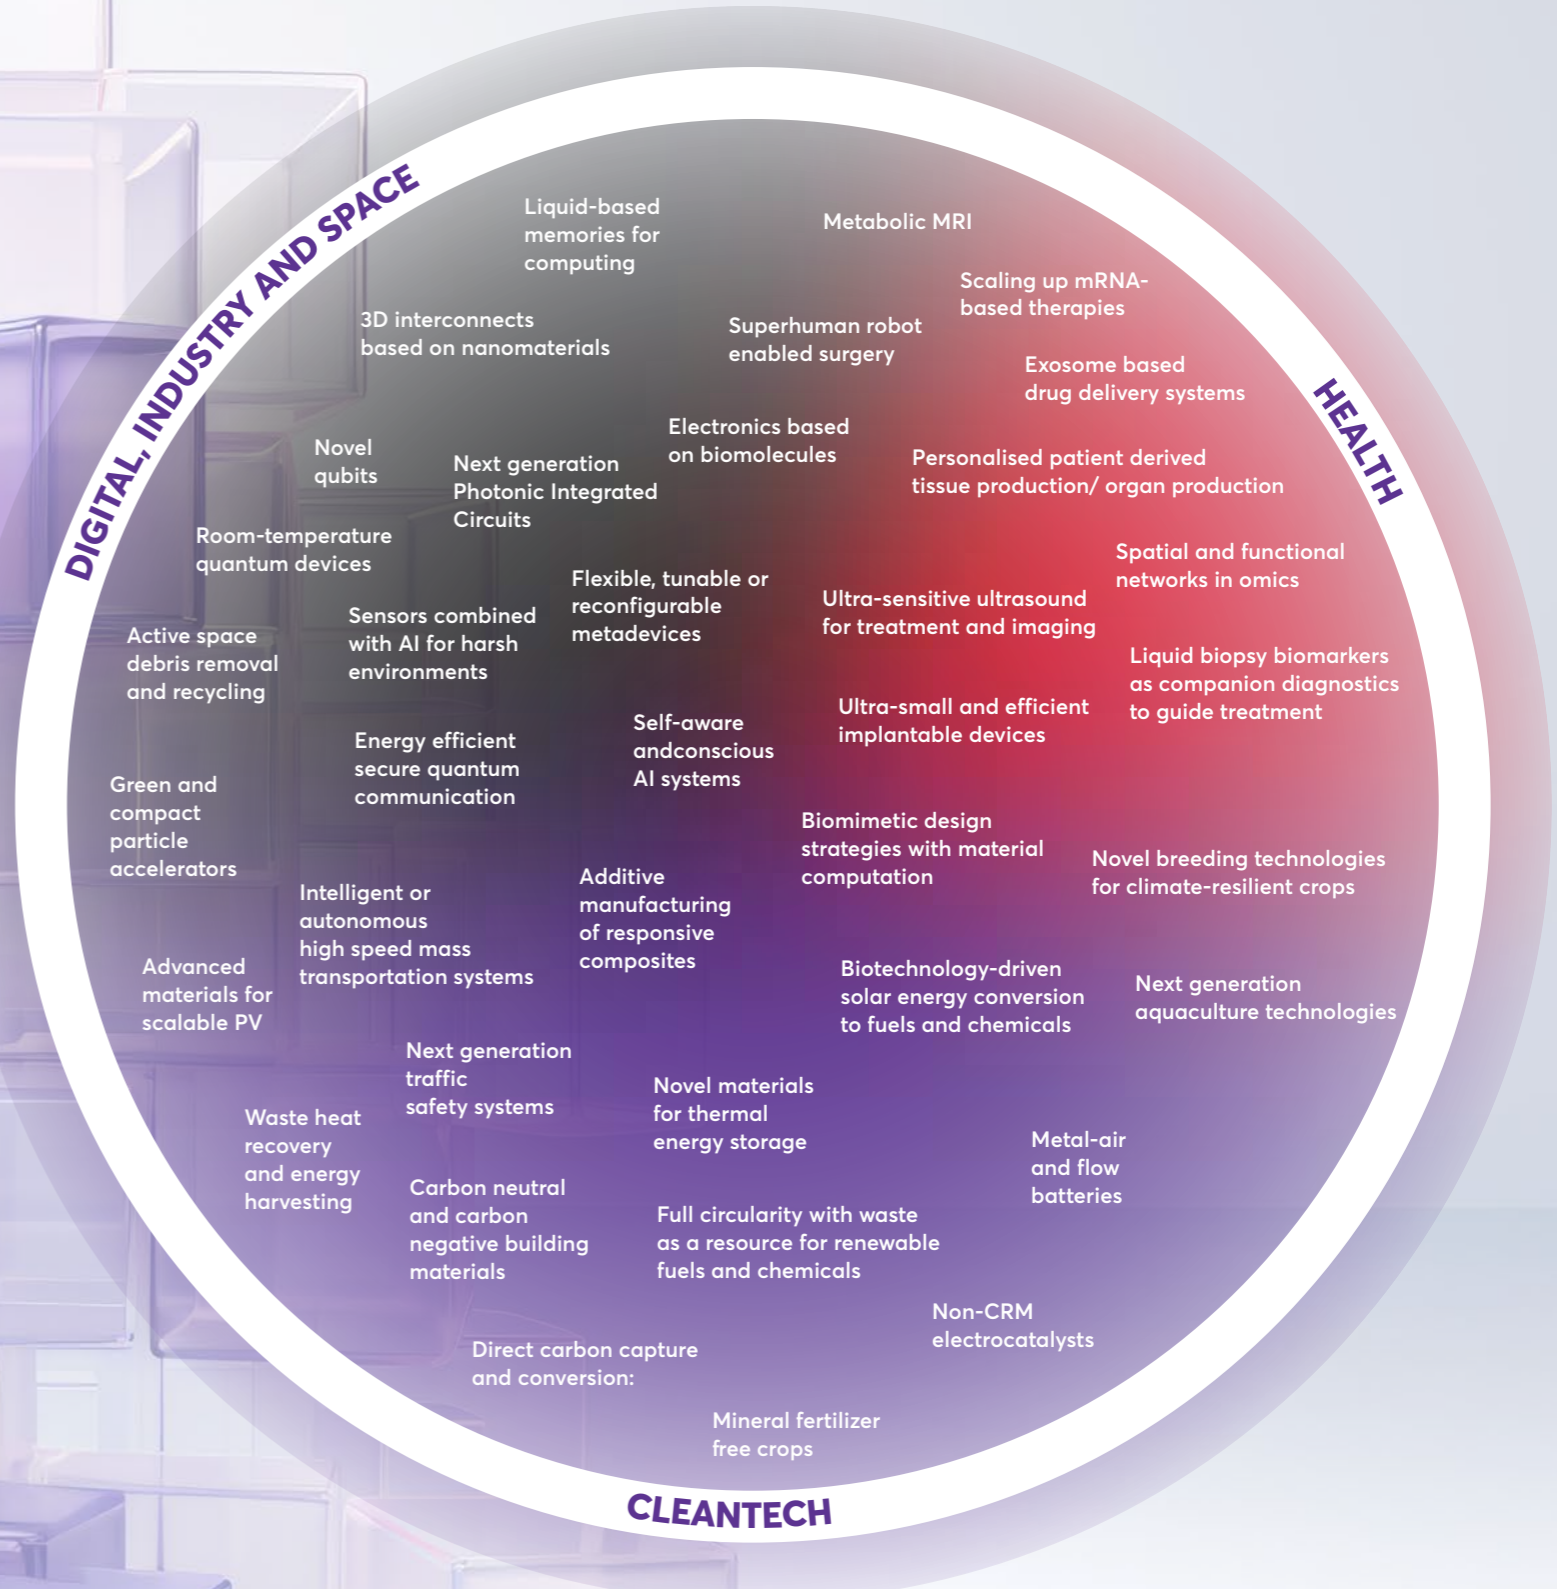 DIGITAL, INDUSTRY AND SPACE
HEALTH
CLEANTECH
Liquid-based
memories for
computing
Metabolic MRI
Scaling up mRNA-
based therapies
3D interconnects
based on nanomaterials
Superhuman robot
enabled surgery
Exosome based
drug delivery systems
Electronics based
on biomolecules
Novel
qubits
Next generation
Photonic Integrated
Circuits
Personalised patient derived
tissue production/ organ production
Room-temperature
quantum devices
Spatial and functional
networks in omics
Flexible, tunable or
reconfigurable
metadevices
Ultra-sensitive ultrasound
for treatment and imaging
Sensors combined
with AI for harsh
environments
Active space
debris removal
and recycling
Liquid biopsy biomarkers
as companion diagnostics
to guide treatment
Ultra-small and efficient
implantable devices
Self-aware
andconscious
AI systems
Energy efficient
secure quantum
communication
Green and
compact
particle
accelerators
Biomimetic design
strategies with material
computation
Novel breeding technologies
for climate-resilient crops
Additive
manufacturing
of responsive
composites
Intelligent or
autonomous
high speed mass
transportation systems
Advanced
materials for
scalable PV
Biotechnology-driven
solar energy conversion
to fuels and chemicals
Next generation
aquaculture technologies
Next generation
traffic
safety systems
Novel materials
for thermal
energy storage
Waste heat
recovery
and energy
harvesting
Metal-air
and flow
batteries
Carbon neutral
and carbon
negative building
materials
Full circularity with waste
as a resource for renewable
fuels and chemicals
Non-CRM
electrocatalysts
Direct carbon capture
and conversion:
Mineral fertilizer
free crops